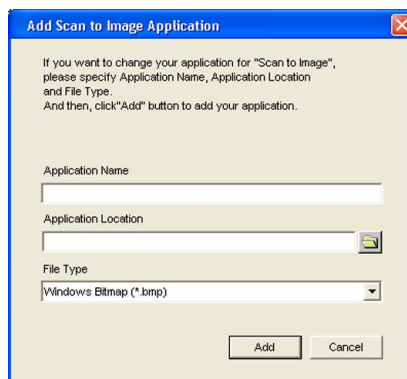 Add Scan to Image Application
If you want to change your application for "Scan to Image",
please specify Application Name, Application Location
and File Type.
And then, click"Add" button to add your application.
Application Name
Application Location
File Type
Windows Bitmap (*.bmp)
Add Cancel